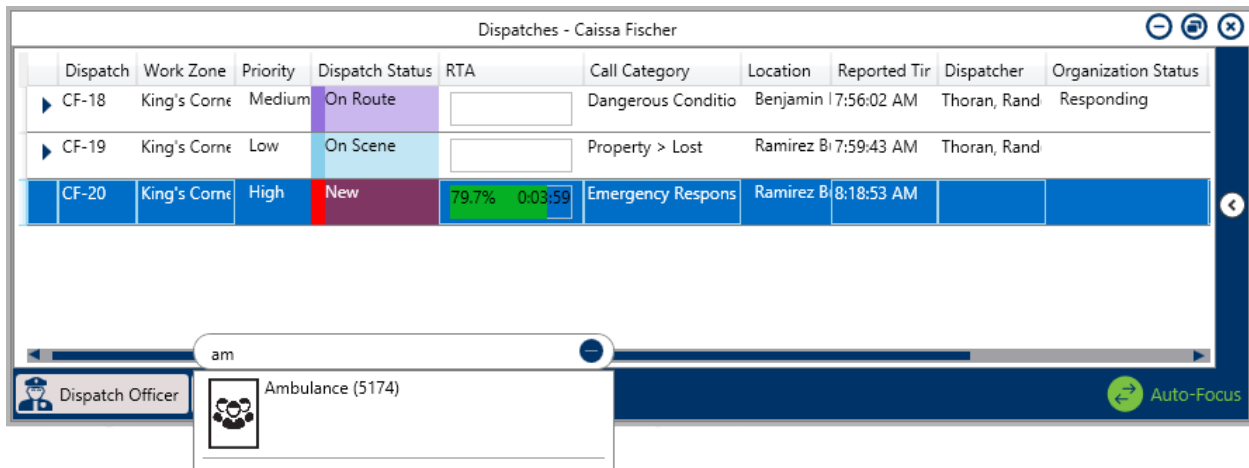 Dispatches - Caissa Fischer
Dispatch Work Zone Priority Dispatch Status RTA Call Category Location Reported Tir Dispatcher Organization Status
CF-18 King's Corne Medium On Route Dangerous Conditio Benjamin 7:56:02 AM Thoran, Rand Responding
CF-19 King's Corne Low On Scene Property > Lost Ramirez B 7:59:43 AM Thoran, Rand
CF-20 King's Corne High New 79.7% 0:03:59 Emergency Respons Ramirez B 8:18:53 AM
am
Dispatch Officer Ambulance (5174) Auto-Focus